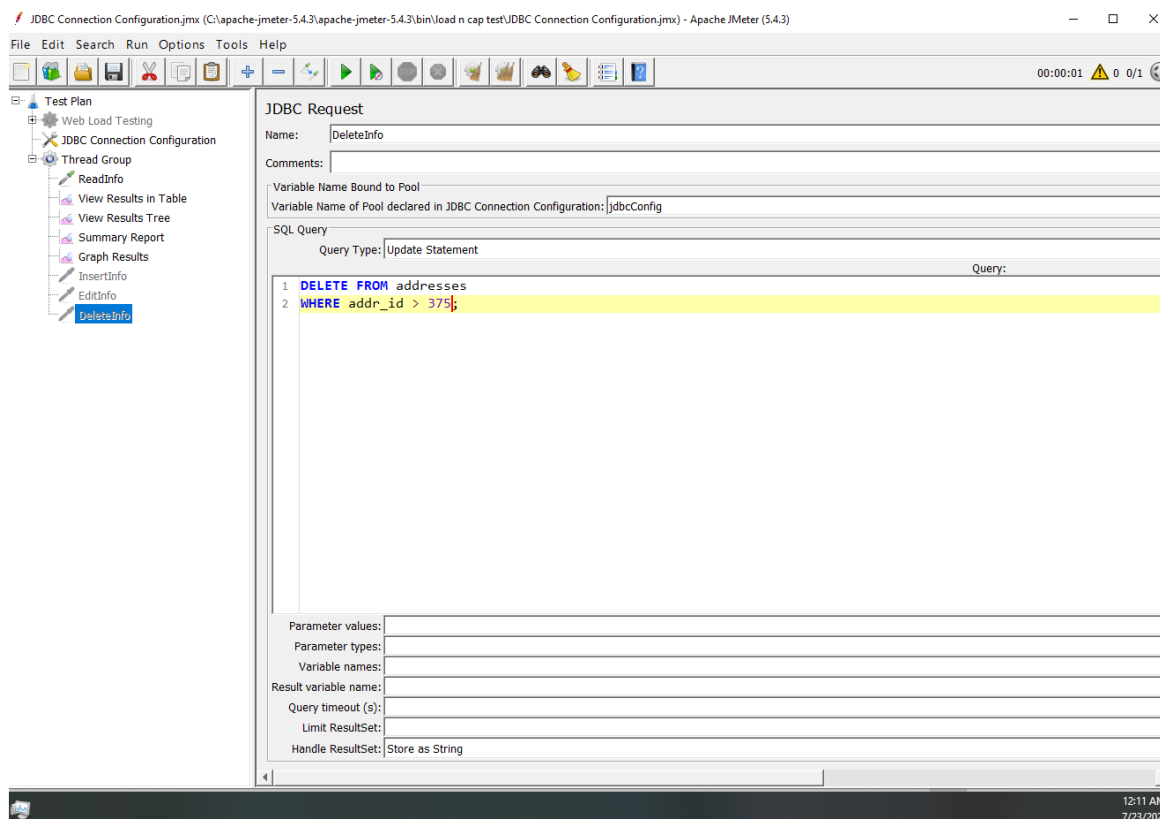 JDBC Connection Configuration.jmx (C:\apache-jmeter-5.4.3\apache-jmeter-5.4.3\bin\load n cap test\JDBC Connection Configuration.jmx) - Apache JMeter (5.4.3)
File Edit Search Run Options Tools Help
00:00:01 0 0/1
Test Plan
Web Load Testing
JDBC Connection Configuration
Thread Group
ReadInfo
View Results in Table
View Results Tree
Summary Report
Graph Results
InsertInfo
EditInfo
DeleteInfo
JDBC Request
Name: DeleteInfo
Comments:
Variable Name Bound to Pool
Variable Name of Pool declared in JDBC Connection Configuration: jdbcConfig
SQL Query
Query Type: Update Statement
Query:
1 DELETE FROM addresses
2 WHERE addr_id > 375;
Parameter values:
Parameter types:
Variable names:
Result variable name:
Query timeout (s):
Limit ResultSet:
Handle ResultSet: Store as String
12:11 AM